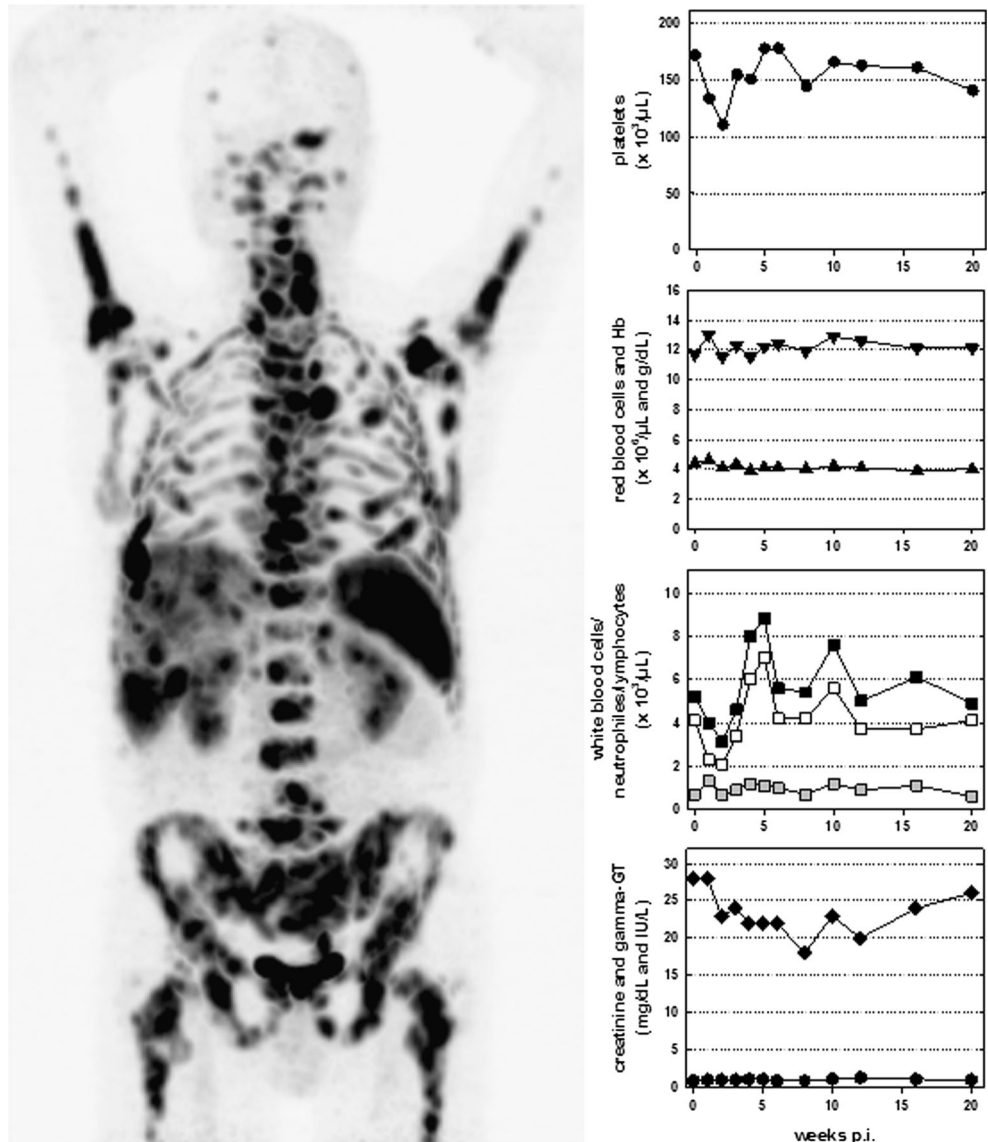 platelets
(x 10³/µL)
200
150
100
50
0
0 5 10 15 20
red blood cells and Hb
(x 10⁶/µL and g/dL)
16
14
12
10
8
6
4
2
0
0 5 10 15 20
white blood cells/
neutrophiles/lymphocytes
(x 10³/µL)
10
8
6
4
2
0
0 5 10 15 20
creatinine and gamma-GT
(mg/dL and IU/L)
30
25
20
15
10
5
0
0 5 10 15 20
weeks p.i.